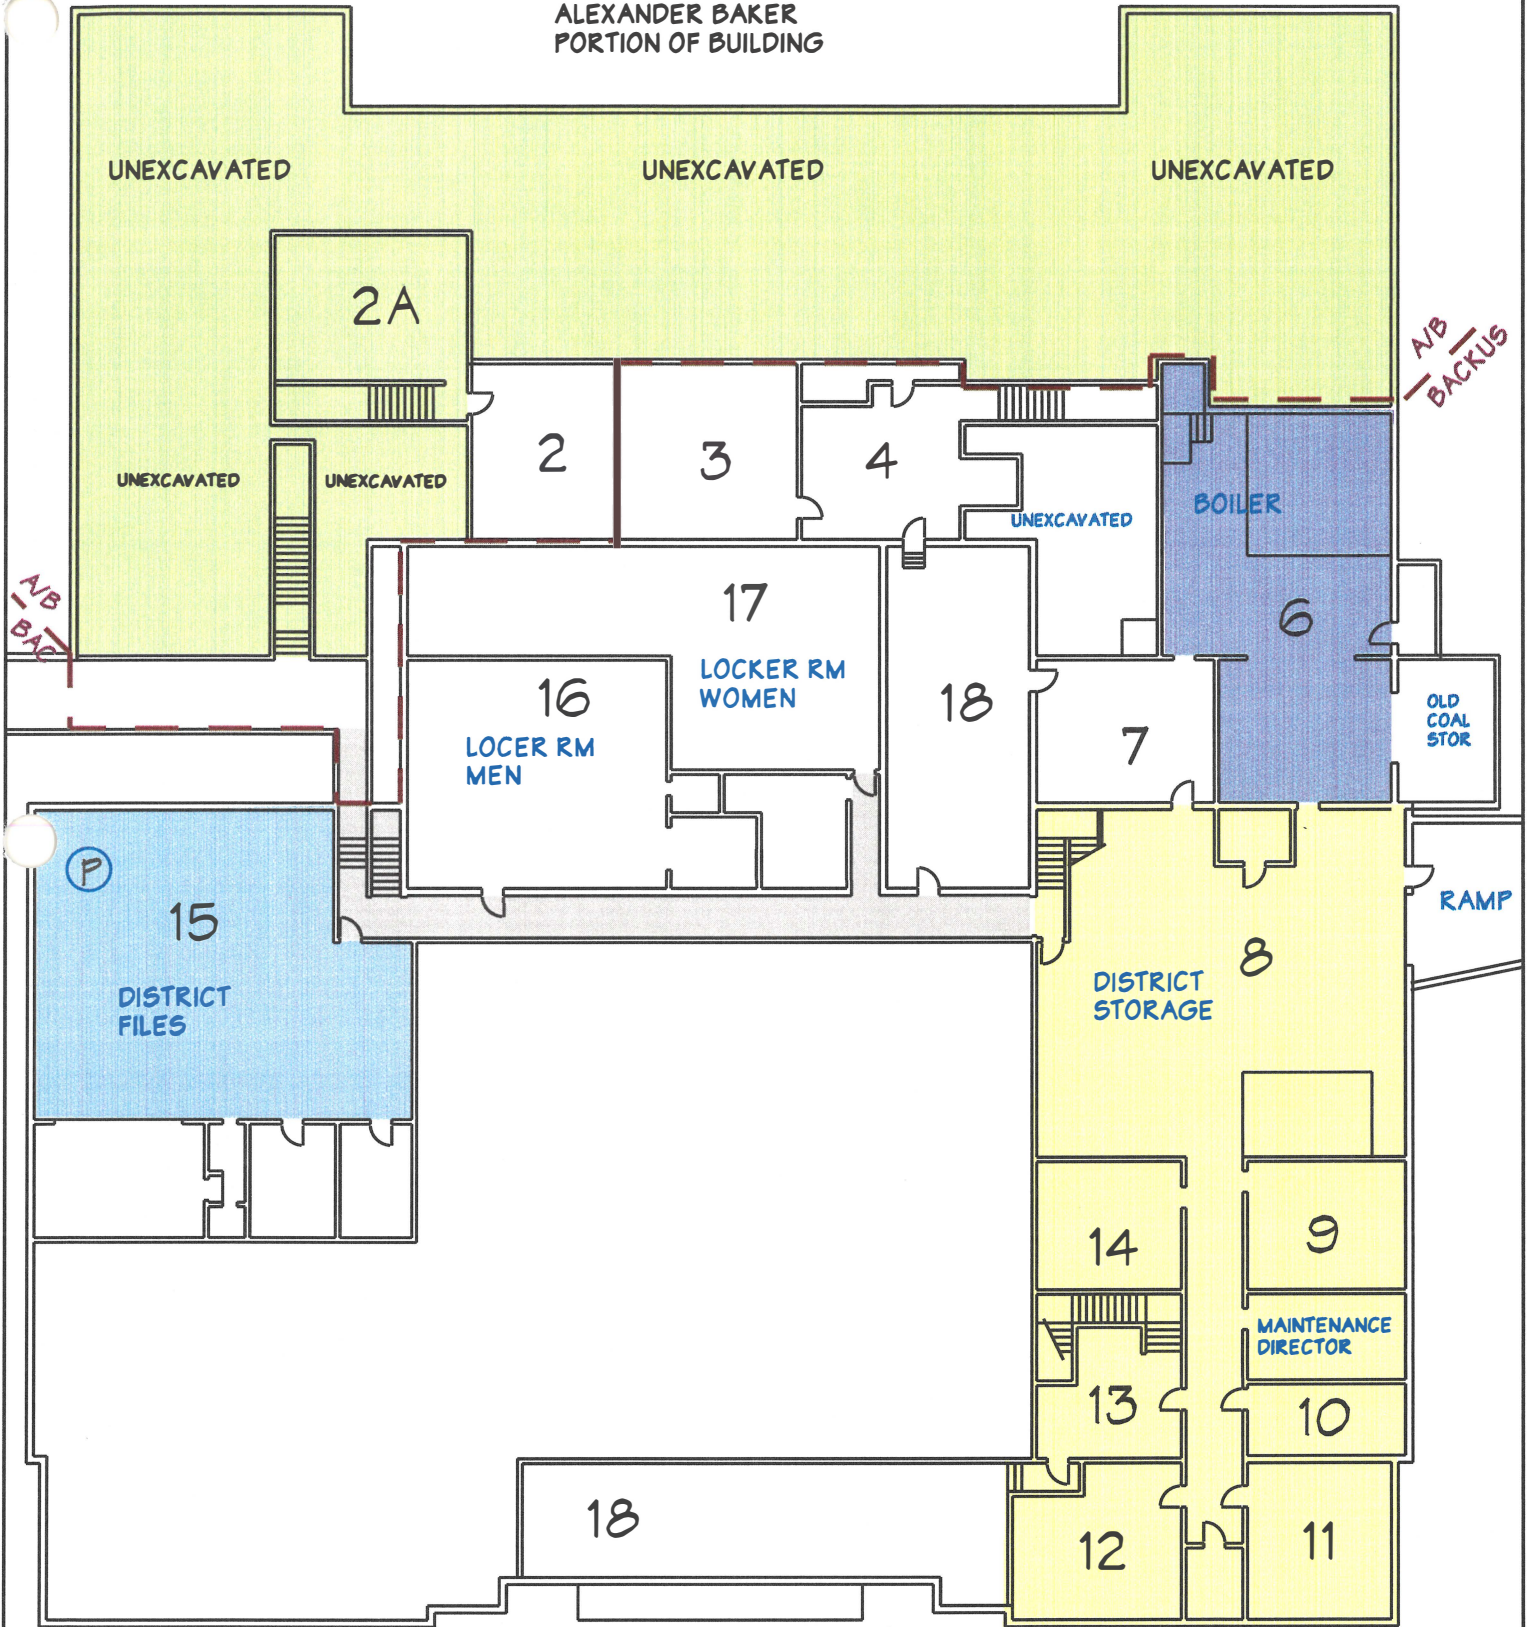 ALEXANDER BAKER
PORTION OF BUILDING
UNEXCAVATED
UNEXCAVATED
UNEXCAVATED
2A
A/B
BACKUS
2
3
4
UNEXCAVATED
UNEXCAVATED
UNEXCAVATED
BOILER
6
A/B
BAC
17
LOCKER RM
WOMEN
16
LOCER RM
MEN
18
7
OLD
COAL
STOR
P
15
DISTRICT
FILES
RAMP
8
DISTRICT
STORAGE
14
9
MAINTENANCE
DIRECTOR
13
10
18
12
11